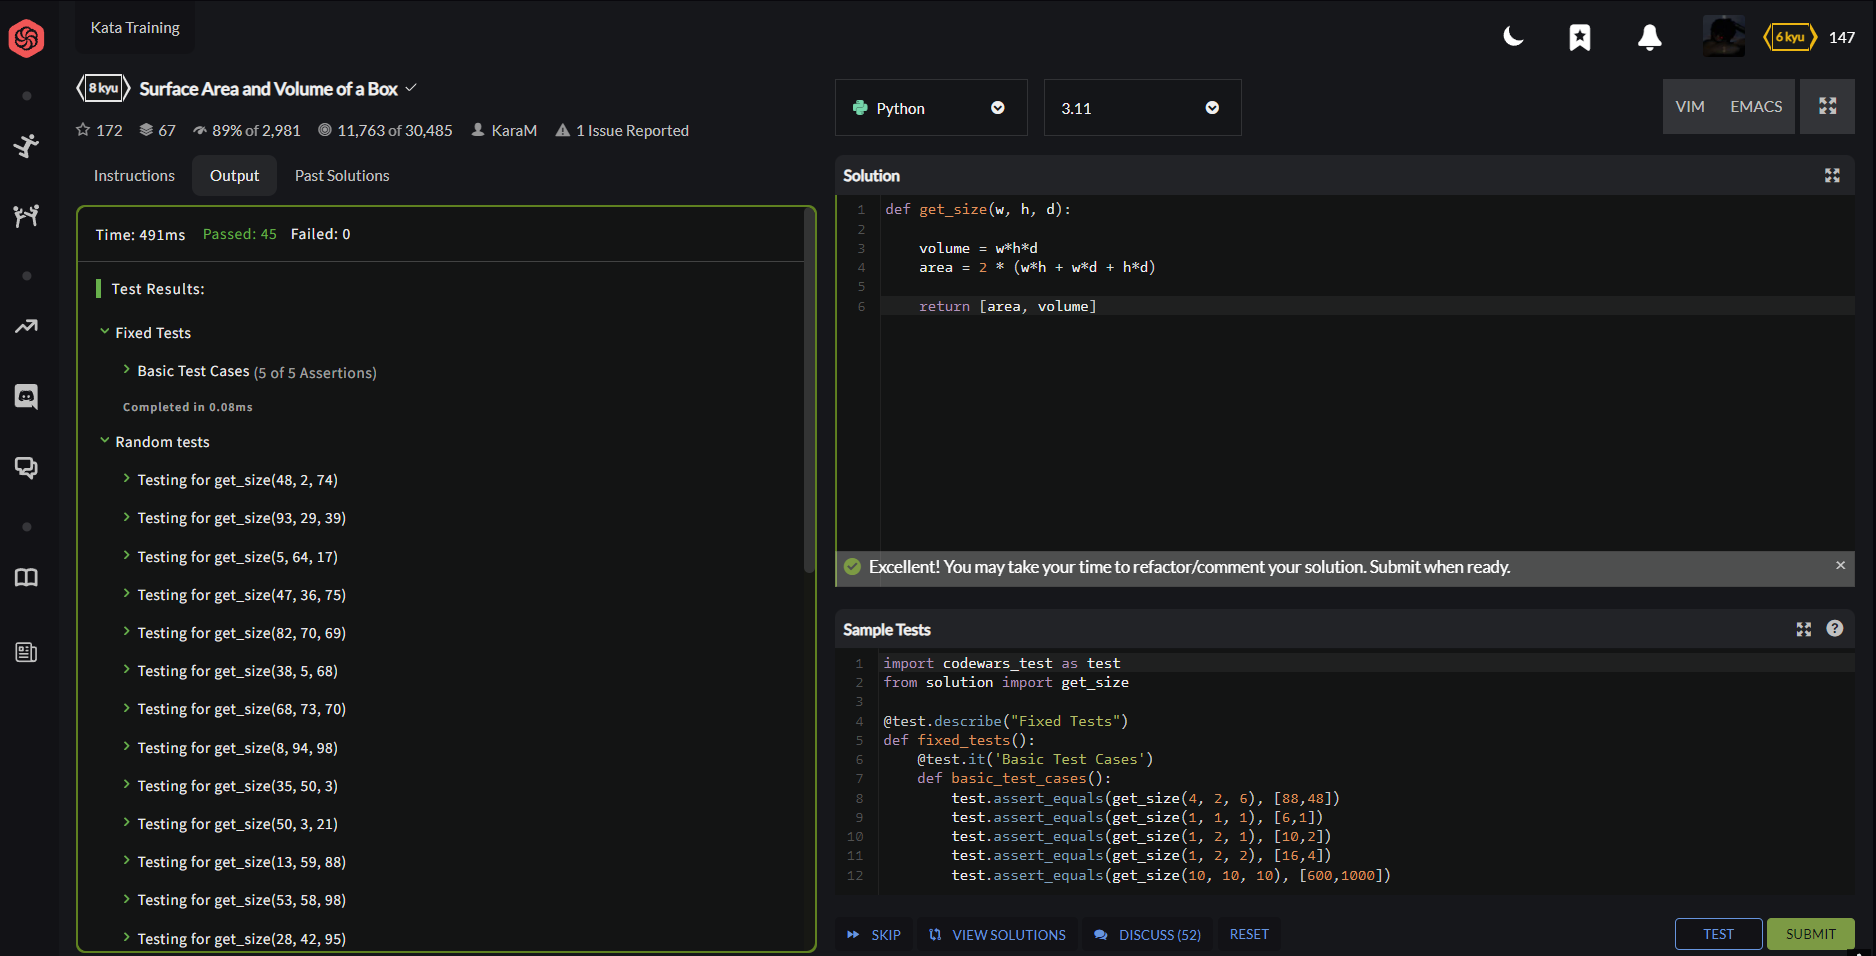 Kata Training
6 kyu 147
8 kyu Surface Area and Volume of a Box
172 67 89% of 2,981 11,763 of 30,485 KaraM 1 Issue Reported
Instructions Output Past Solutions
Time: 491ms Passed: 45 Failed: 0
Test Results:
Fixed Tests
Basic Test Cases (5 of 5 Assertions)
Completed in 0.08ms
Random tests
Testing for get_size(48, 2, 74)
Testing for get_size(93, 29, 39)
Testing for get_size(5, 64, 17)
Testing for get_size(47, 36, 75)
Testing for get_size(82, 70, 69)
Testing for get_size(38, 5, 68)
Testing for get_size(68, 73, 70)
Testing for get_size(8, 94, 98)
Testing for get_size(35, 50, 3)
Testing for get_size(50, 3, 21)
Testing for get_size(13, 59, 88)
Testing for get_size(53, 58, 98)
Testing for get_size(28, 42, 95)
Python 3.11 VIM EMACS
Solution
1 def get_size(w, h, d):
2
3     volume = w*h*d
4     area = 2 * (w*h + w*d + h*d)
5
6     return [area, volume]
Excellent! You may take your time to refactor/comment your solution. Submit when ready. ×
Sample Tests ?
1 import codewars_test as test
2 from solution import get_size
3
4 @test.describe("Fixed Tests")
5 def fixed_tests():
6     @test.it('Basic Test Cases')
7     def basic_test_cases():
8         test.assert_equals(get_size(4, 2, 6), [88,48])
9         test.assert_equals(get_size(1, 1, 1), [6,1])
10         test.assert_equals(get_size(1, 2, 1), [10,2])
11         test.assert_equals(get_size(1, 2, 2), [16,4])
12         test.assert_equals(get_size(10, 10, 10), [600,1000])
SKIP VIEW SOLUTIONS DISCUSS (52) RESET TEST SUBMIT